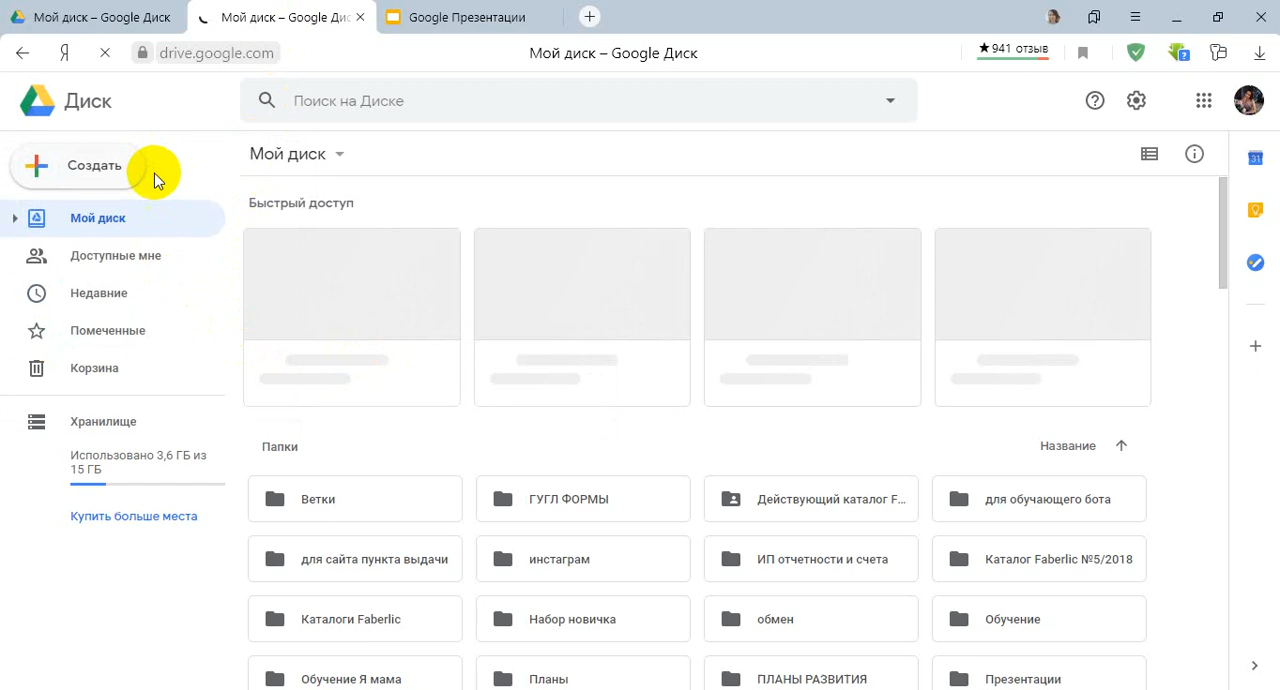 Мой диск – Google Диск
Мой диск – Google Дис
Google Презентации
drive.google.com
Мой диск – Google Диск
★941 отзыв
Диск
Поиск на Диске
Создать
Мой диск
Доступные мне
Недавние
Помеченные
Корзина
Хранилище
Использовано 3,6 ГБ из
15 ГБ
Купить больше места
Мой диск
Быстрый доступ
Папки
Название
Ветки
ГУГЛ ФОРМЫ
Действующий каталог F...
для обучающего бота
для сайта пункта выдачи
инстаграм
ИП отчетности и счета
Каталог Faberlic №5/2018
Каталоги Faberlic
Набор новичка
обмен
Обучение
Обучение Я мама
Планы
ПЛАНЫ РАЗВИТИЯ
Презентации
31